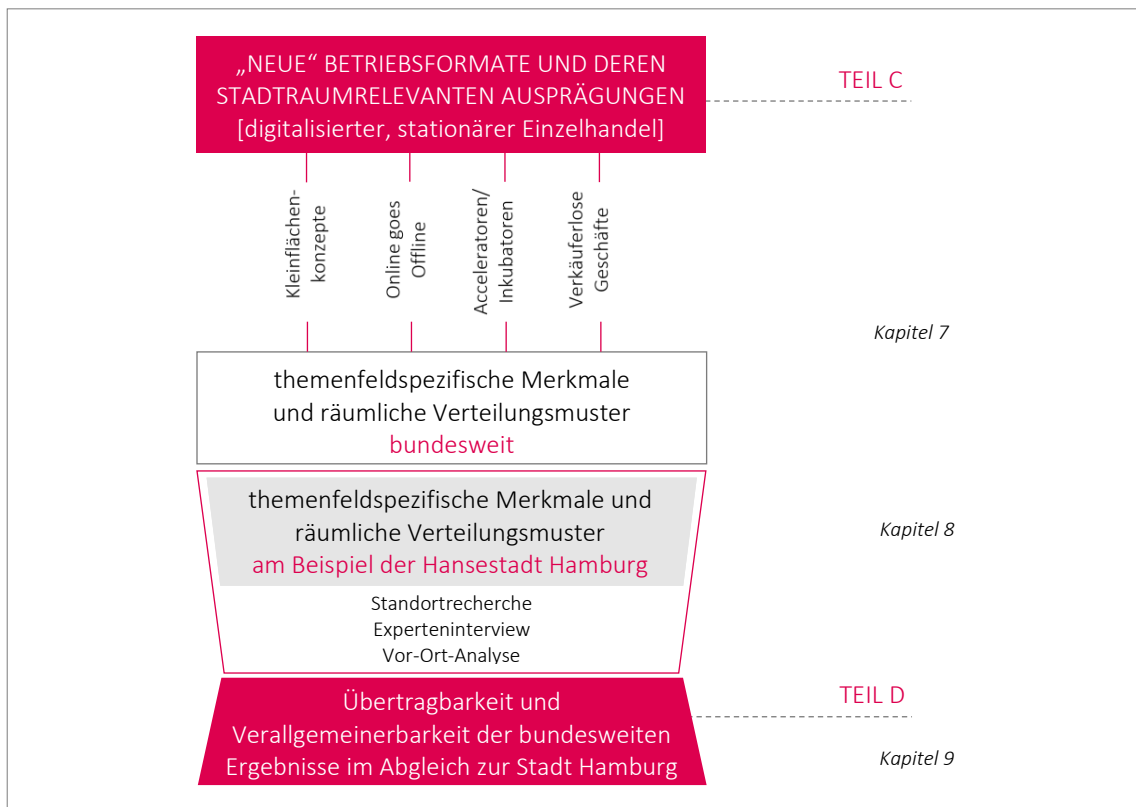 „NEUE“ BETRIEBSFORMATE UND DEREN
STADTRAUMRELEVANTEN AUSPRÄGUNGEN
[digitalisierter, stationärer Einzelhandel]
TEIL C
Kleinflächen-
konzepte
Online goes
Offline
Acceleratoren/
Inkubatoren
Verkäuferlose
Geschäfte
Kapitel 7
themenfeldspezifische Merkmale
und räumliche Verteilungsmuster
bundesweit
themenfeldspezifische Merkmale und
räumliche Verteilungsmuster
am Beispiel der Hansestadt Hamburg
Kapitel 8
Standortrecherche
Experteninterview
Vor-Ort-Analyse
Übertragbarkeit und
Verallgemeinerbarkeit der bundesweiten
Ergebnisse im Abgleich zur Stadt Hamburg
TEIL D
Kapitel 9